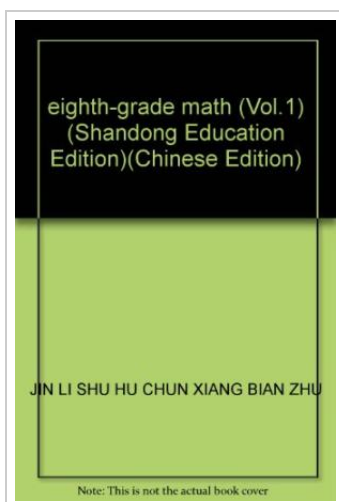 eighth-grade math (Vol.1)
(Shandong Education
Edition)(Chinese Edition)
JIN LI SHU HU CHUN XIANG BIAN ZHU
Note: This is not the actual book cover